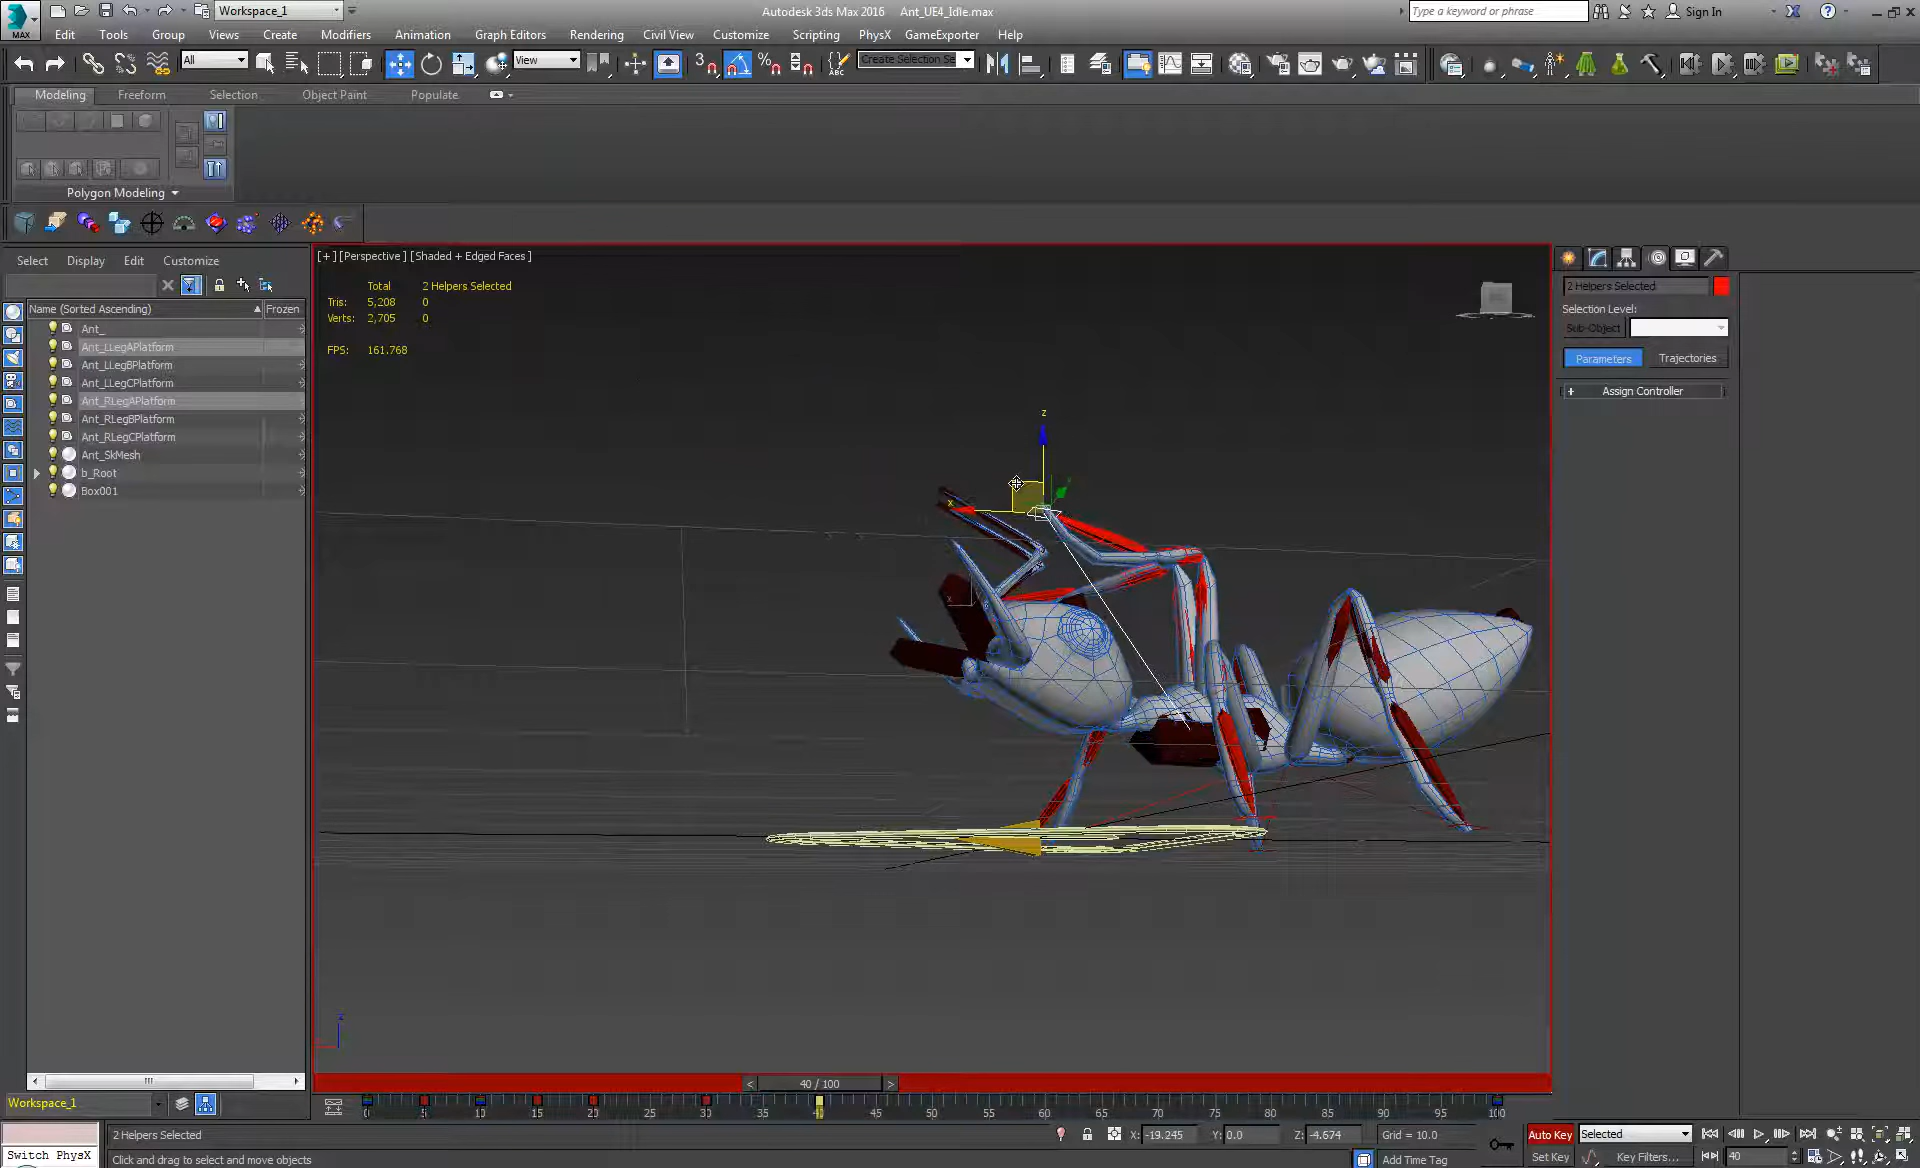 Workspace_1
Autodesk 3ds Max 2016 Ant_UE4_Idle.max
Type a keyword or phrase
Sign In
MAX
Edit Tools Group Views Create Modifiers Animation Graph Editors Rendering Civil View Customize Scripting PhysX GameExporter Help
All
View
3
ABC
Create Selection Se
Modeling Freeform Selection Object Paint Populate
Polygon Modeling
Select Display Edit Customize
Name (Sorted Ascending) Frozen
Ant_
Ant_LLegAPlatform
Ant_LLegBPlatform
Ant_LLegCPlatform
Ant_RLegAPlatform
Ant_RLegBPlatform
Ant_RLegCPlatform
Ant_SkMesh
b_Root
Box001
[+][Perspective][Shaded + Edged Faces]
Total 2 Helpers Selected
Tris: 5,208 0
Verts: 2,705 0
FPS: 161.768
z
x
x
z
2 Helpers Selected
Selection Level:
Sub-Object
Parameters Trajectories
+ Assign Controller
< 40 / 100 >
Workspace_1
0 5 10 15 20 25 30 35 40 45 50 55 60 65 70 75 80 85 90 95 100
2 Helpers Selected
X: -19.245 Y: 0.0 Z: -4.674 Grid = 10.0
Auto Key Selected
Switch PhysX
Click and drag to select and move objects
Add Time Tag
Set Key Key Filters... 40